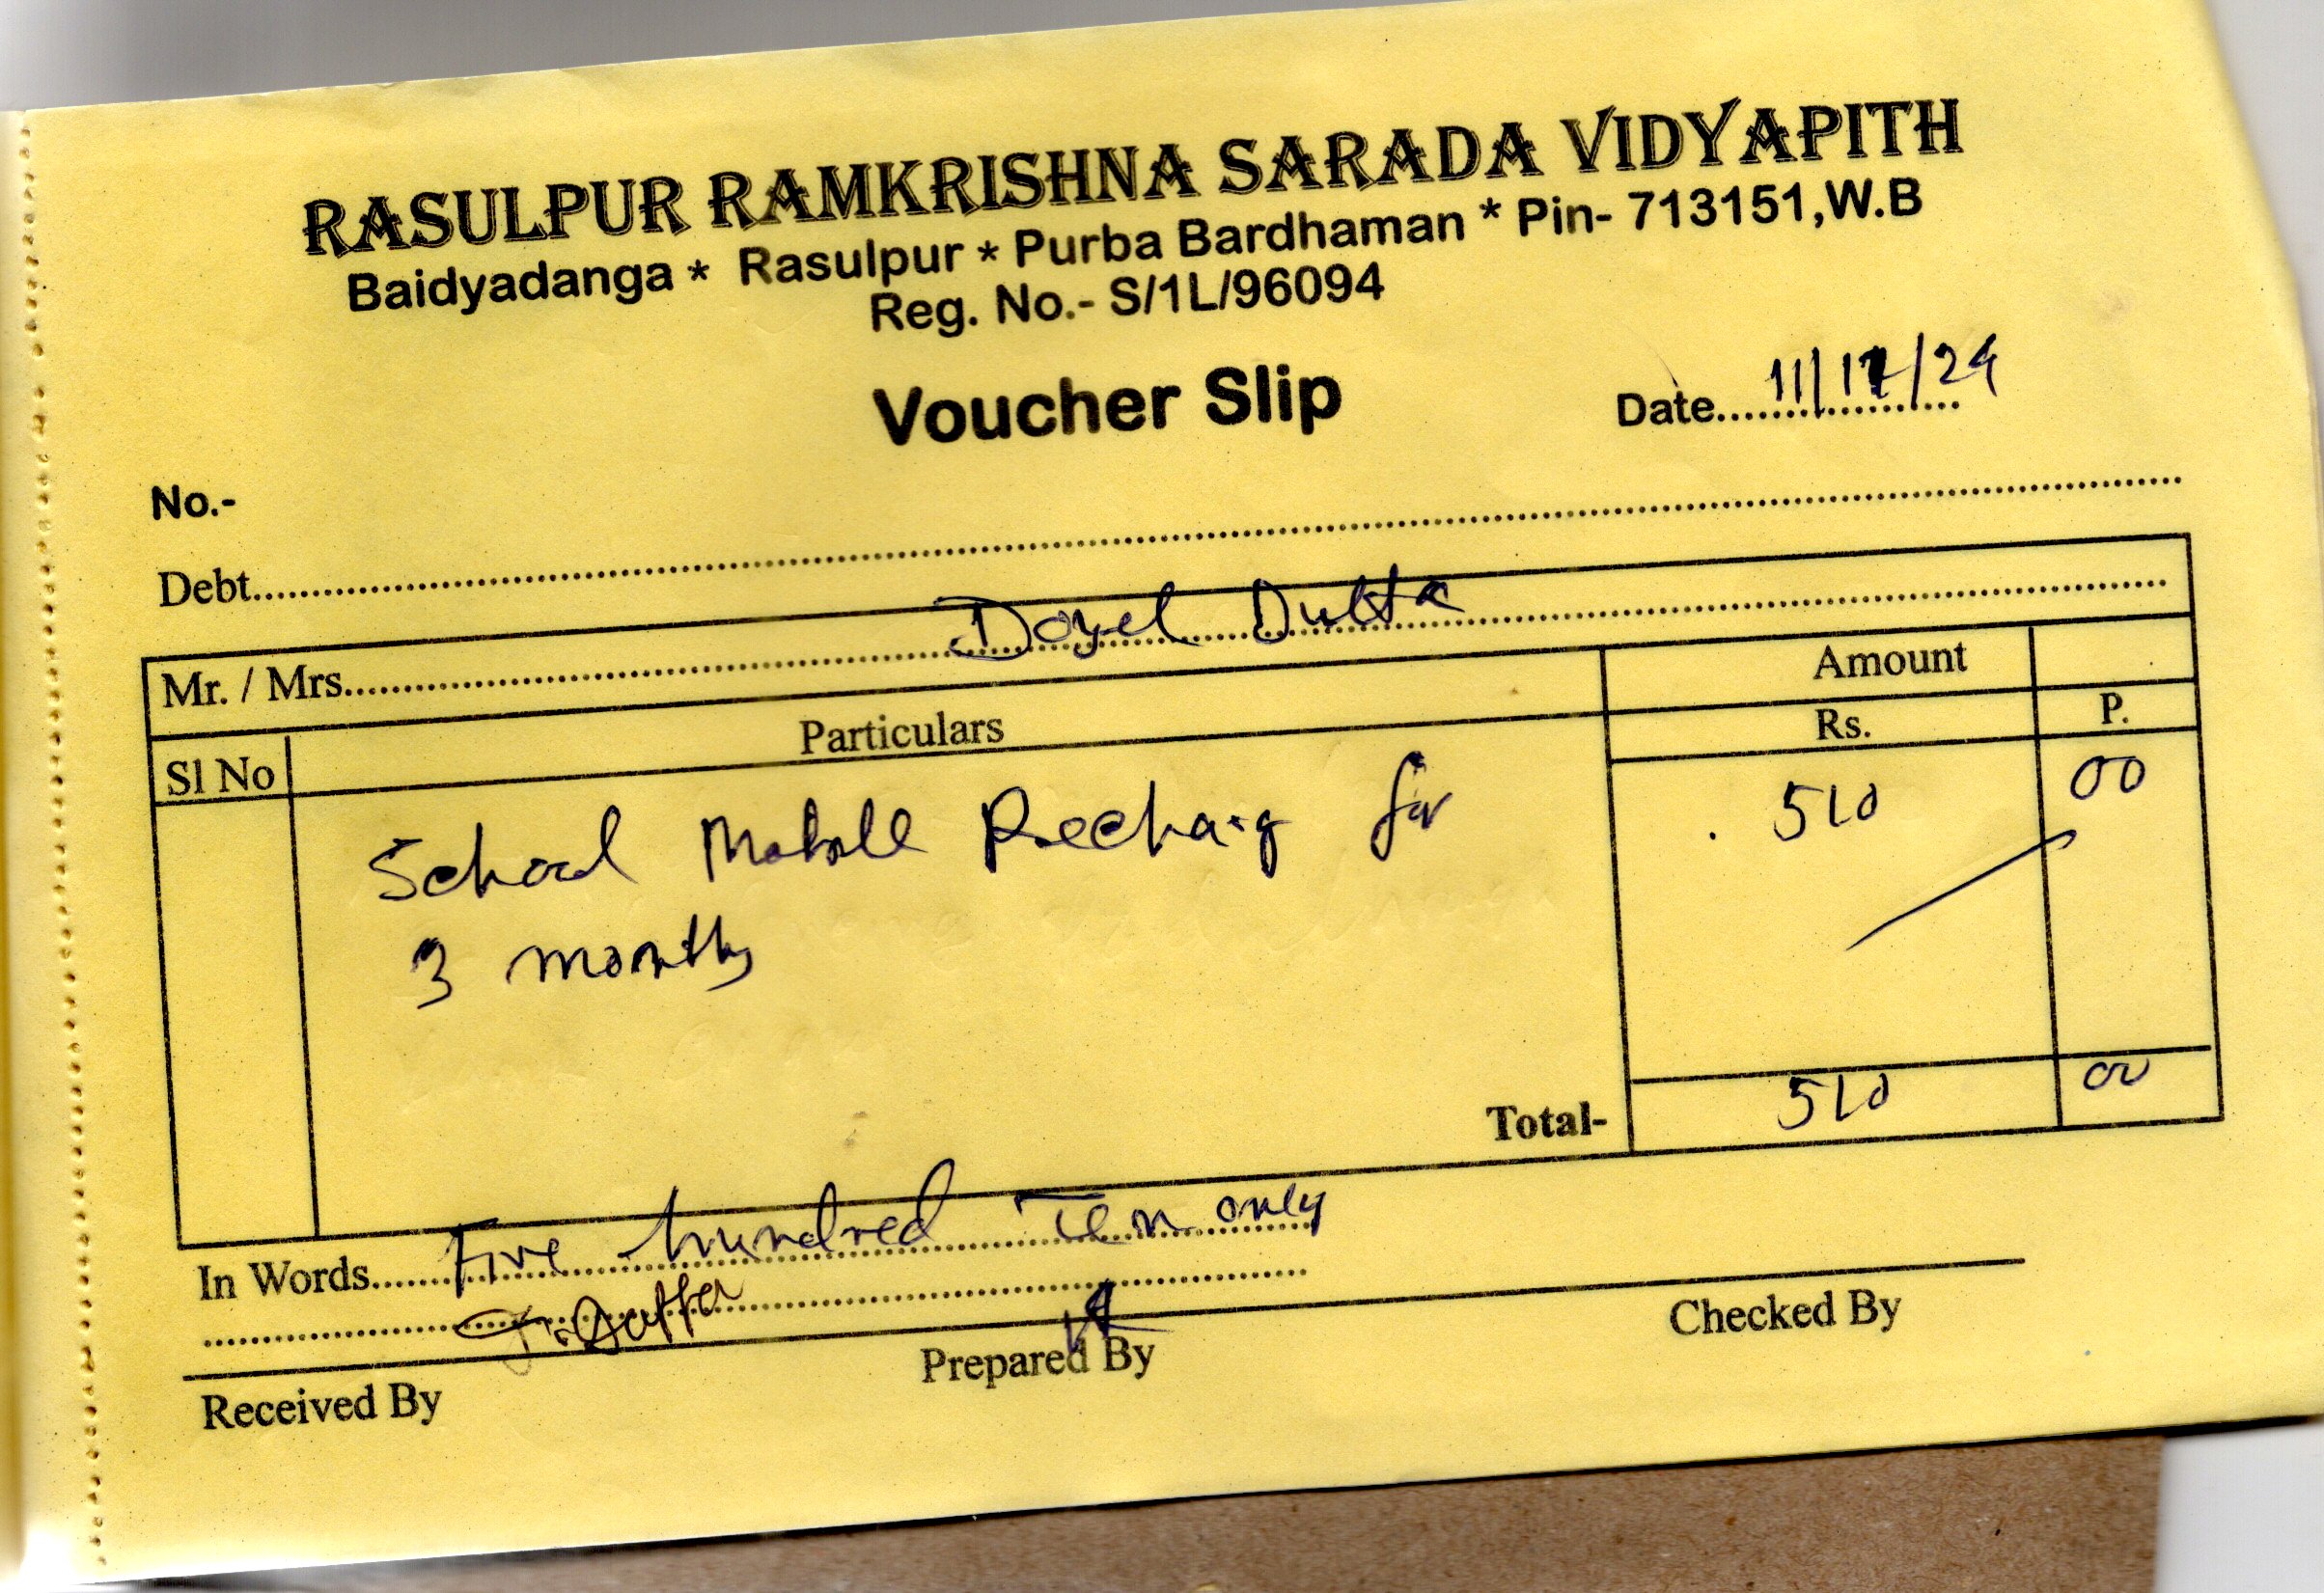 RASULPUR RAMKRISHNA SARADA VIDYAPITH
Baidyadanga * Rasulpur * Purba Bardhaman * Pin- 713151,W.B
Reg. No.- S/1L/96094
Voucher Slip
Date.................. 11/12/24
No.-
Debt
Mr. / Mrs. Doyel Dutta
Sl No Particulars Amount
Rs. P.
School Mobile Recharg for 510 00
3 months
Total- 510 00
In Words Five hundred Ten only
Received By Prepared By Checked By